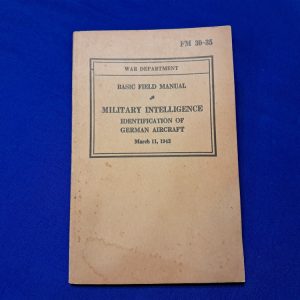 FM 30-35
WAR DEPARTMENT
BASIC FIELD MANUAL
MILITARY INTELLIGENCE
IDENTIFICATION OF
GERMAN AIRCRAFT
March 11, 1942